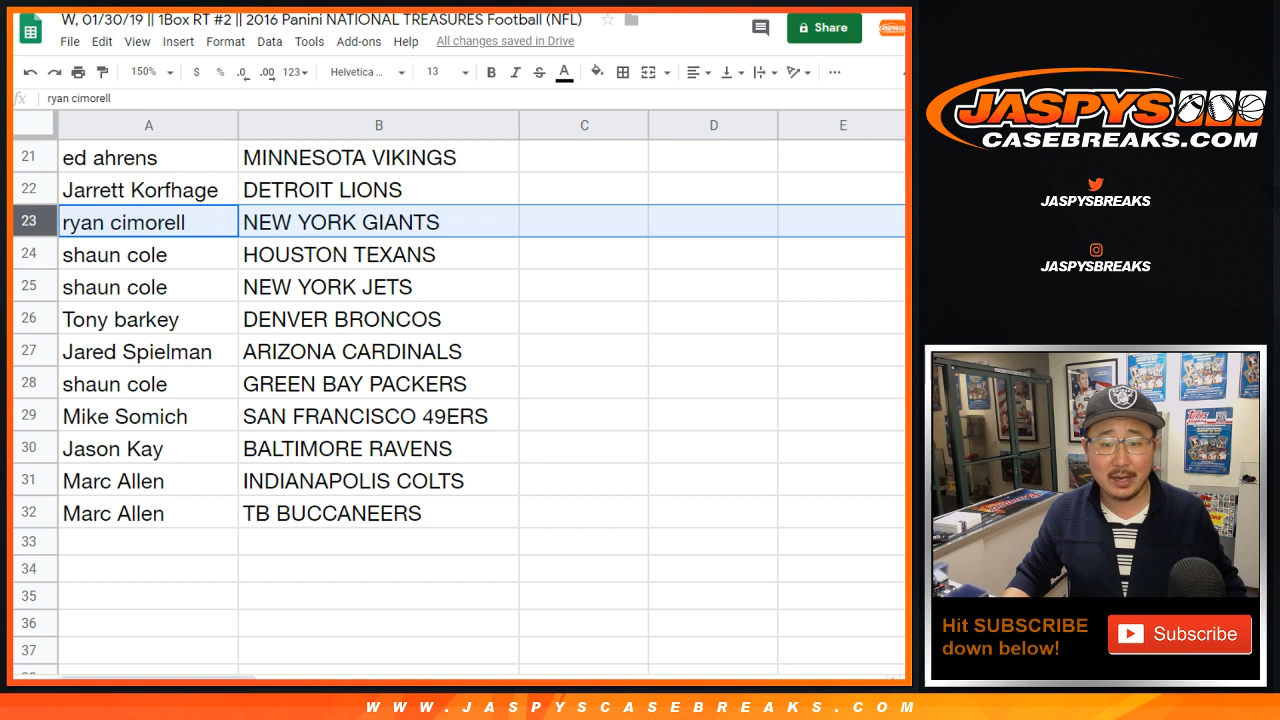 W, 01/30/19 || 1Box RT #2 || 2016 Panini NATIONAL TREASURES Football (NFL)
File Edit View Insert Format Data Tools Add-ons Help All changes saved in Drive
Share
150% $ % .0 .00 123 Helvetica ... 13 B I S A
fx ryan cimorell
A B C D E
21 ed ahrens MINNESOTA VIKINGS
22 Jarrett Korfhage DETROIT LIONS
23 ryan cimorell NEW YORK GIANTS
24 shaun cole HOUSTON TEXANS
25 shaun cole NEW YORK JETS
26 Tony barkey DENVER BRONCOS
27 Jared Spielman ARIZONA CARDINALS
28 shaun cole GREEN BAY PACKERS
29 Mike Somich SAN FRANCISCO 49ERS
30 Jason Kay BALTIMORE RAVENS
31 Marc Allen INDIANAPOLIS COLTS
32 Marc Allen TB BUCCANEERS
33
34
35
36
37
JASPYS
CASEBREAKS.COM
JASPYSBREAKS
JASPYSBREAKS
Hit SUBSCRIBE
down below!
Subscribe
WWW.JASPYSCASEBREAKS.COM